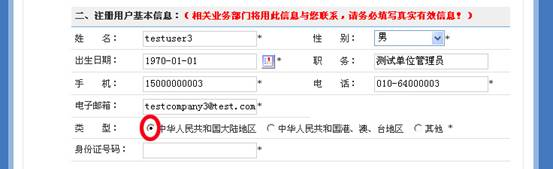 二、注册用户基本信息：（相关业务部门将用此信息与您联系，请务必填写真实有效信息！）
姓 名： testuser3 * 性 别： 男 *
出生日期： 1970-01-01 * 职 务： 测试单位管理员
手 机： 15000000003 * 电 话： 010-64000003 *
电子邮箱： testcompany3@test.com *
类 型： 中华人民共和国大陆地区 中华人民共和国港、澳、台地区 其他 *
身份证号码： *